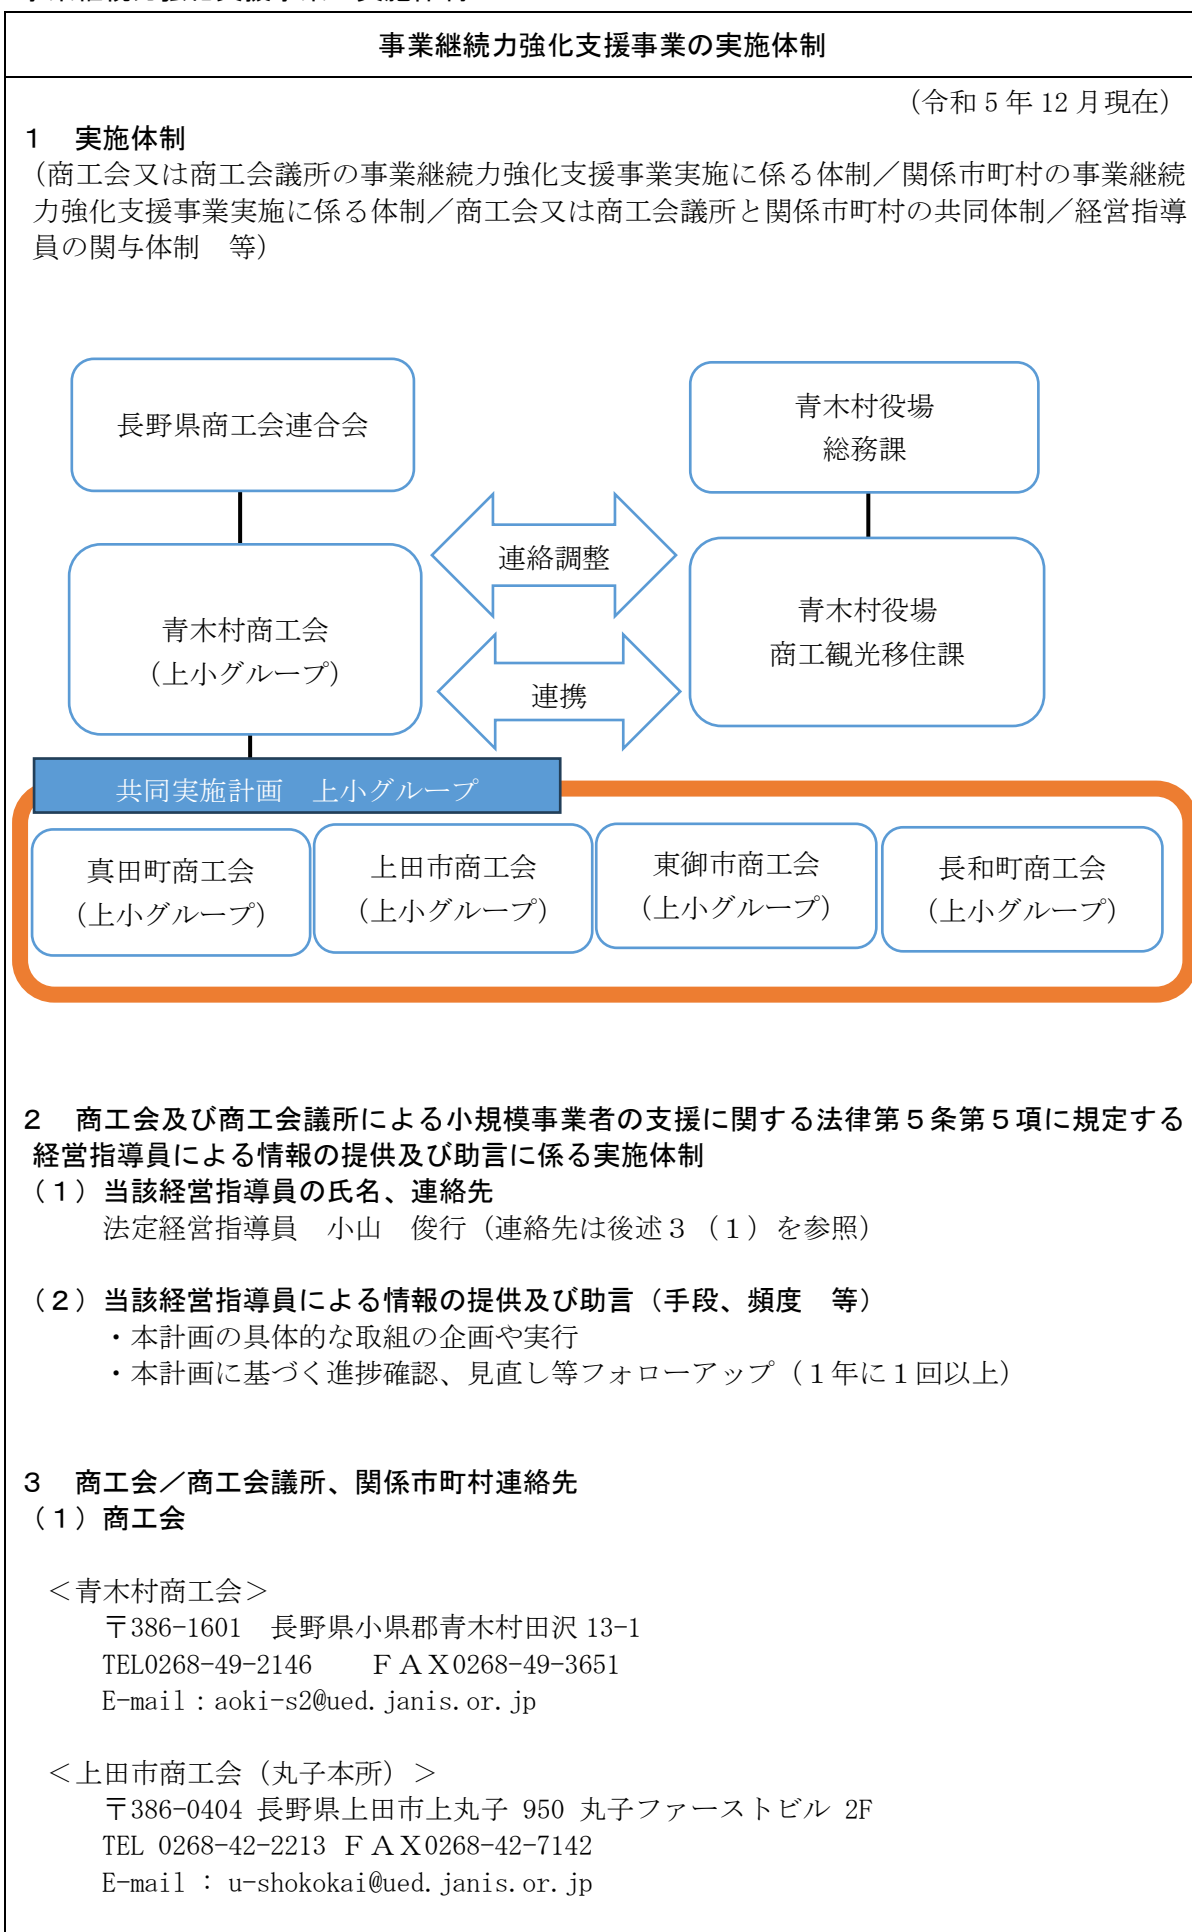 事業継続力強化支援事業の実施体制
(令和 5 年 12 月現在)
1　実施体制
(商工会又は商工会議所の事業継続力強化支援事業実施に係る体制／関係市町村の事業継続
力強化支援事業実施に係る体制／商工会又は商工会議所と関係市町村の共同体制／経営指導
員の関与体制　等)
長野県商工会連合会
青木村役場
総務課
連絡調整
青木村商工会
(上小グループ)
青木村役場
商工観光移住課
連携
共同実施計画　上小グループ
真田町商工会
(上小グループ)
上田市商工会
(上小グループ)
東御市商工会
(上小グループ)
長和町商工会
(上小グループ)
2　商工会及び商工会議所による小規模事業者の支援に関する法律第５条第５項に規定する
経営指導員による情報の提供及び助言に係る実施体制
(１) 当該経営指導員の氏名、連絡先
法定経営指導員　小山　俊行（連絡先は後述３（１）を参照）
(２) 当該経営指導員による情報の提供及び助言（手段、頻度　等）
・本計画の具体的な取組の企画や実行
・本計画に基づく進捗確認、見直し等フォローアップ（１年に１回以上）
3　商工会／商工会議所、関係市町村連絡先
(１) 商工会
＜青木村商工会＞
〒386-1601　長野県小県郡青木村田沢 13-1
TEL0268-49-2146　　ＦＡＸ0268-49-3651
E-mail：aoki-s2@ued.janis.or.jp
＜上田市商工会（丸子本所）＞
〒386-0404 長野県上田市上丸子 950 丸子ファーストビル 2F
TEL 0268-42-2213 ＦＡＸ0268-42-7142
E-mail : u-shokokai@ued.janis.or.jp